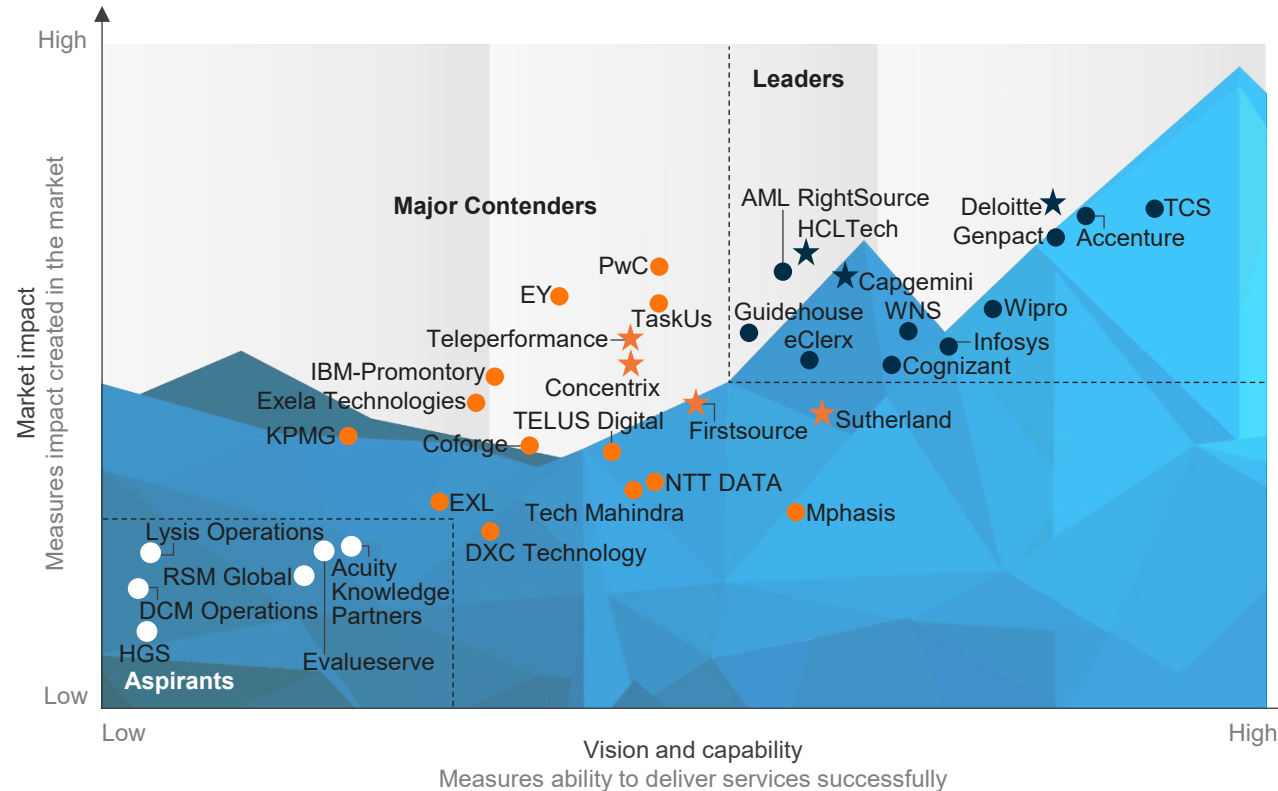 High
Leaders
Major Contenders
AML RightSource
HCLTech
Deloitte
TCS
Genpact
Accenture
PwC
Capgemini
EY
Guidehouse
WNS
Wipro
TaskUs
Teleperformance
eClerx
Infosys
IBM-Promontory
Concentrix
Cognizant
Exela Technologies
TELUS Digital
Firstsource
Sutherland
KPMG
Coforge
NTT DATA
EXL
Tech Mahindra
Mphasis
Lysis Operations
DXC Technology
RSM Global
Acuity
Knowledge
Partners
DCM Operations
HGS
Evalueserve
Aspirants
Low
Market impact
Measures impact created in the market
Low
High
Vision and capability
Measures ability to deliver services successfully